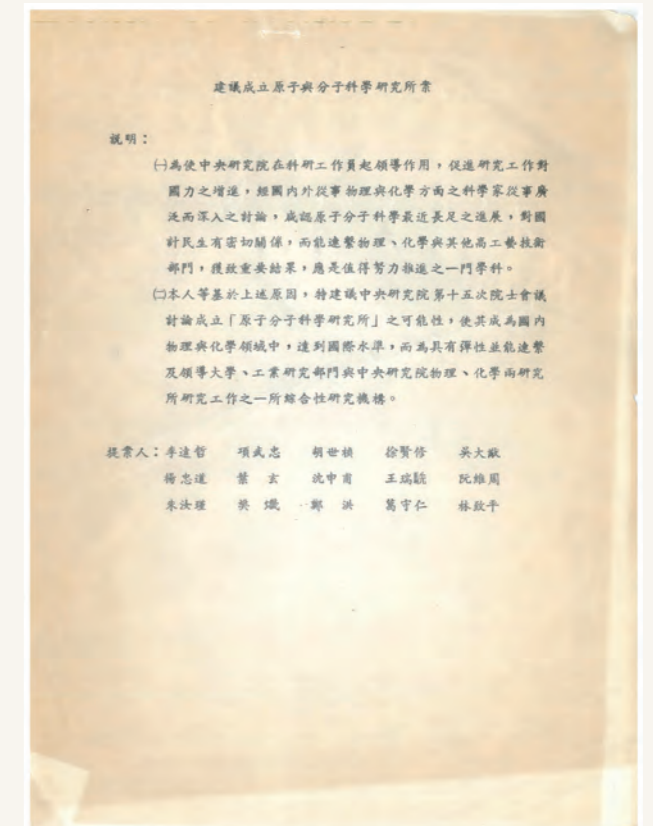 建議成立原子與分子科學研究所案
說明：
㈠為使中央研究院在科研工作員起領導作用，促進研究工作對
國力之增進，經國內外從事物理與化學方面之科學家從事廣
泛而深入之討論，咸認原子分子科學最近長足之進展，對國
計民生有密切關係，而能連繫物理、化學與其他高工藝技術
部門，獲致重要結果，應是值得努力推進之一門學科。
㈡本人等基於上述原因，特建議中央研究院第十五次院士會議
討論成立「原子分子科學研究所」之可能性，使其成為國內
物理與化學領域中，達到國際水準，而為具有彈性並能連繫
及領導大學、工業研究部門與中央研究院物理、化學兩研究
所研究工作之一所綜合性研究機構。
提案人：李遠哲 項武忠 胡世楨 徐賢修 吳大猷
楊忠道 葉玄 沈申甫 王瑞駪 阮維周
朱汝瑾 樊㸅 鄭洪 葛守仁 林致平